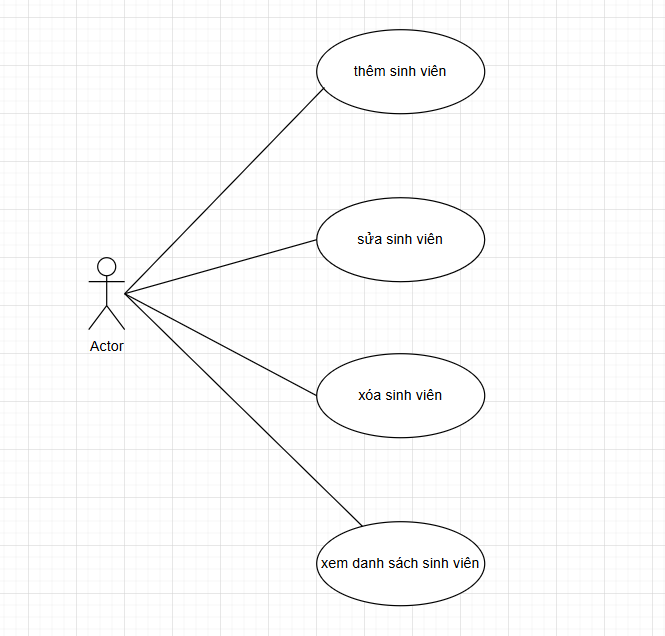 thêm sinh viên
sửa sinh viên
Actor
xóa sinh viên
xem danh sách sinh viên